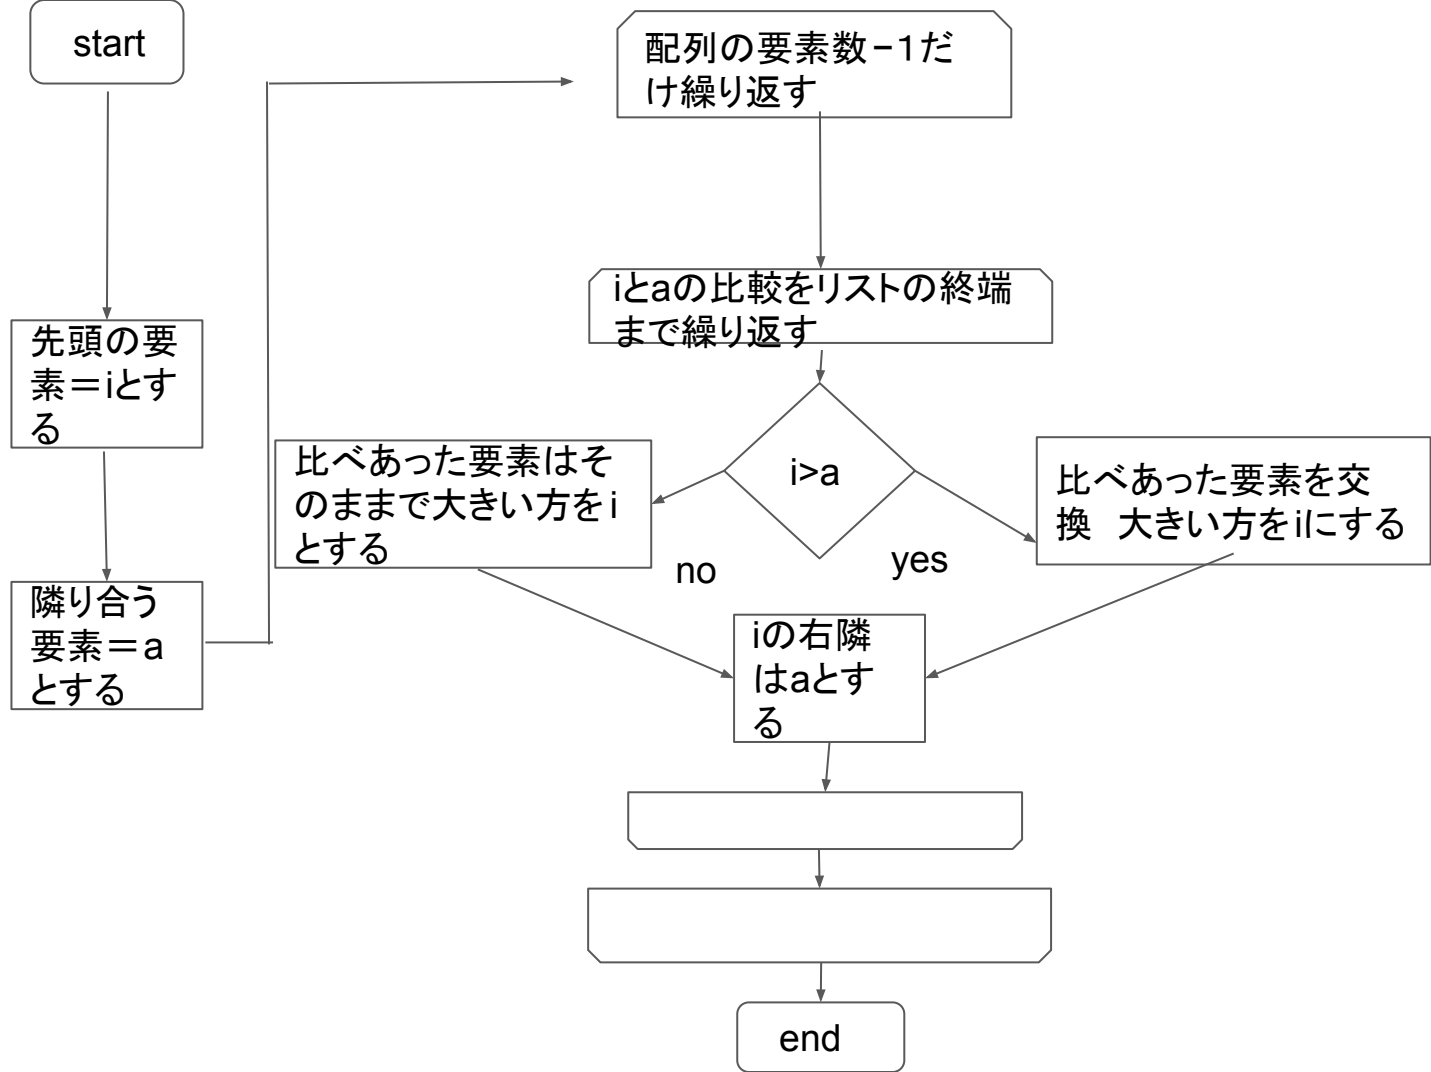 start
先頭の要
素＝iとす
る
隣り合う
要素＝a
とする
配列の要素数−1だ
け繰り返す
iとaの比較をリストの終端
まで繰り返す
i>a
比べあった要素はそ
のままで大きい方をi
とする
no
yes
比べあった要素を交
換　大きい方をiにする
iの右隣
はaとす
る
end